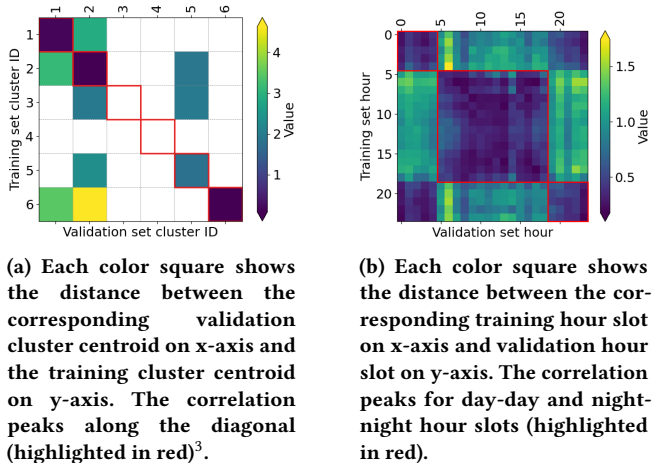 1 2 3 4 5 6
1
2
3
4
5
6
Training set cluster ID
Validation set cluster ID
4
3
2
1
Value
0 10 20
0
5
10
15
20
Training set hour
Validation set hour
1.5
1.0
0.5
Value
(a) Each color square shows
the distance between the
corresponding validation
cluster centroid on x-axis and
the training cluster centroid
on y-axis. The correlation
peaks along the diagonal
(highlighted in red)³.
(b) Each color square shows
the distance between the cor-
responding training hour slot
on x-axis and validation hour
slot on y-axis. The correlation
peaks for day-day and night-
night hour slots (highlighted
in red).